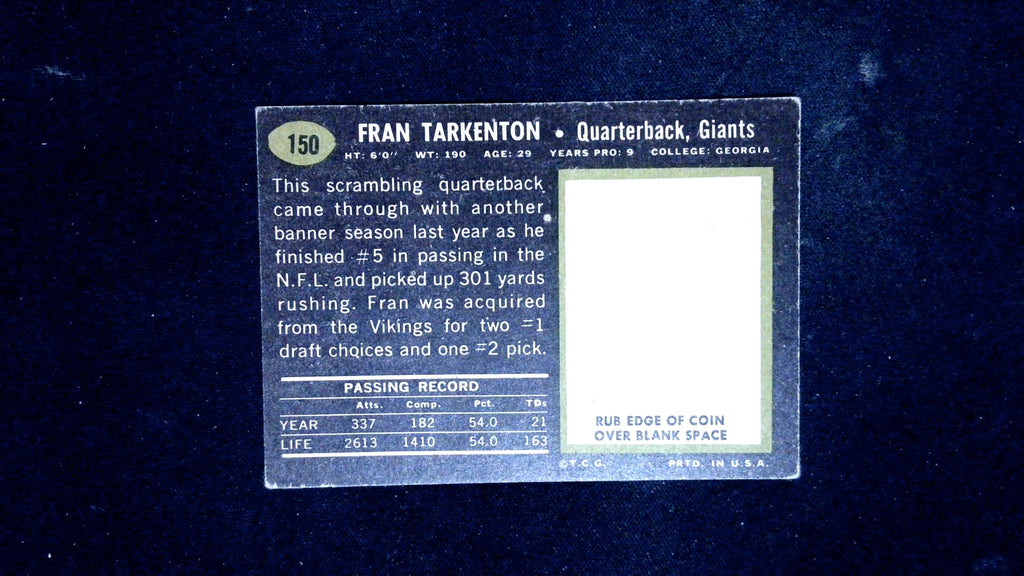 150
FRAN TARKENTON • Quarterback, Giants
HT: 6'0" WT: 190 AGE: 29 YEARS PRO: 9 COLLEGE: GEORGIA
This scrambling quarterback
came through with another
banner season last year as he
finished #5 in passing in the
N.F.L. and picked up 301 yards
rushing. Fran was acquired
from the Vikings for two #1
draft choices and one #2 pick.
PASSING RECORD
Atts. Comp. Pct. TDs
YEAR 337 182 54.0 21
LIFE 2613 1410 54.0 163
RUB EDGE OF COIN
OVER BLANK SPACE
©T.C.G. PRTD. IN U.S.A.